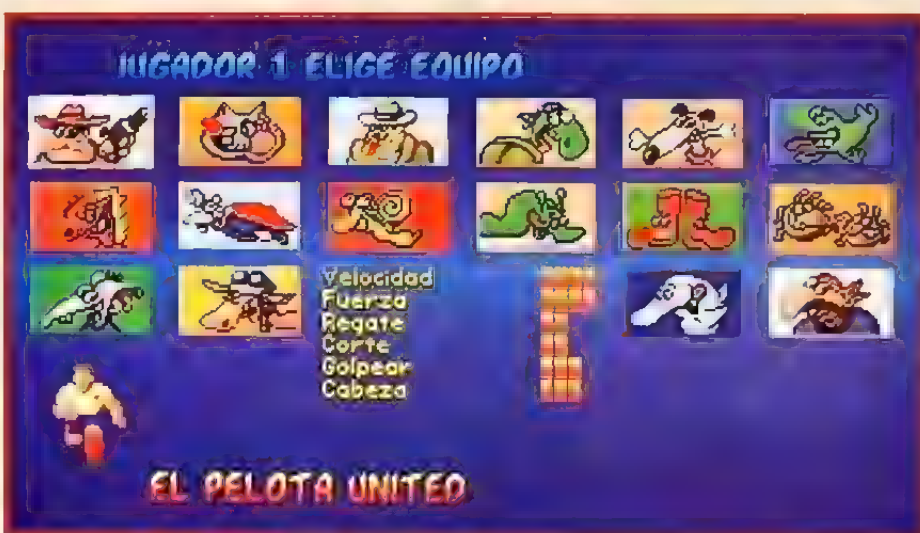 JUGADOR 1 ELIGE EQUIPO
Velocidad
Fuerza
Regate
Corte
Golpear
Cabeza
EL PELOTA UNITED